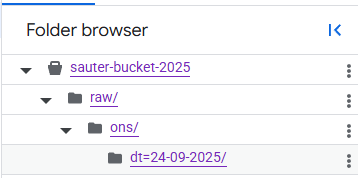 Folder browser
sauter-bucket-2025
raw/
ons/
dt=24-09-2025/